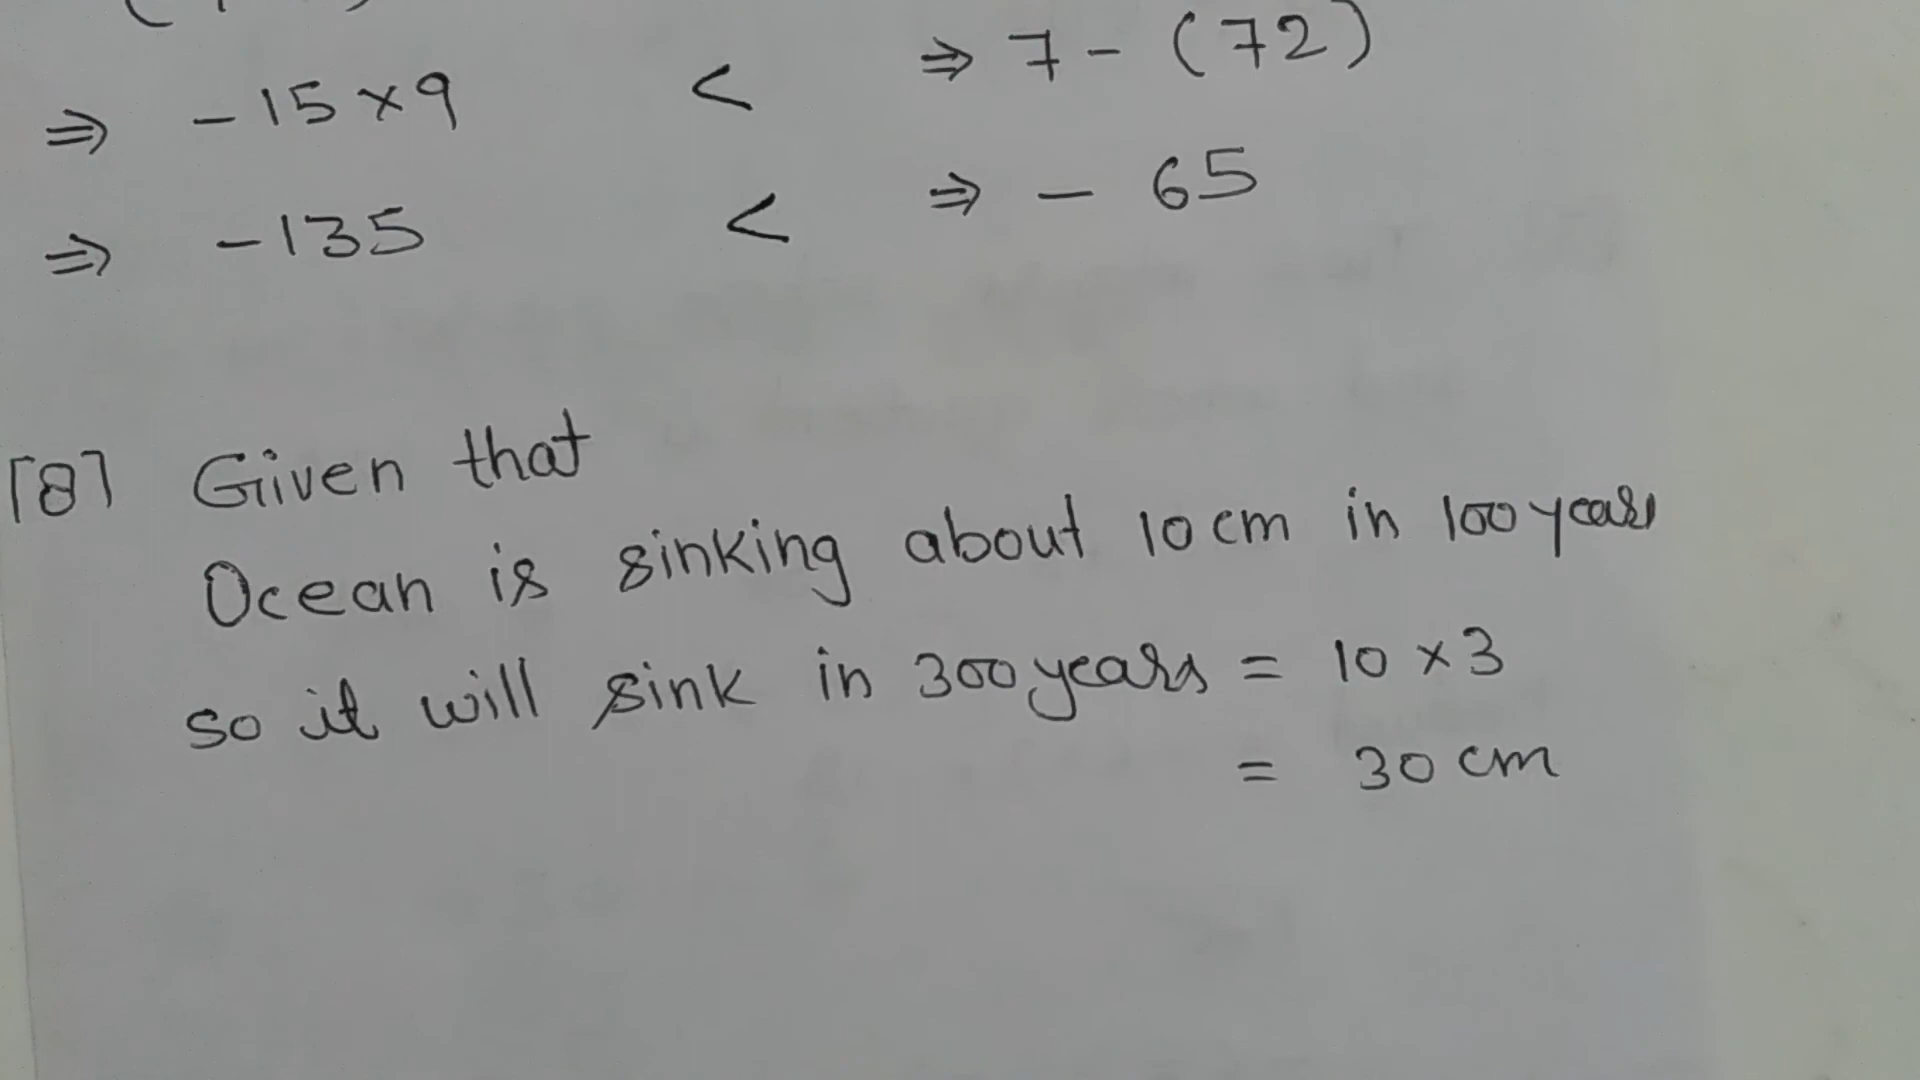 ⇒ -15×9 < ⇒ 7-(72)
⇒ -135 < ⇒ - 65
[8] Given that
Ocean is sinking about 10 cm in 100 years
so it will sink in 300 years = 10 × 3
= 30 cm